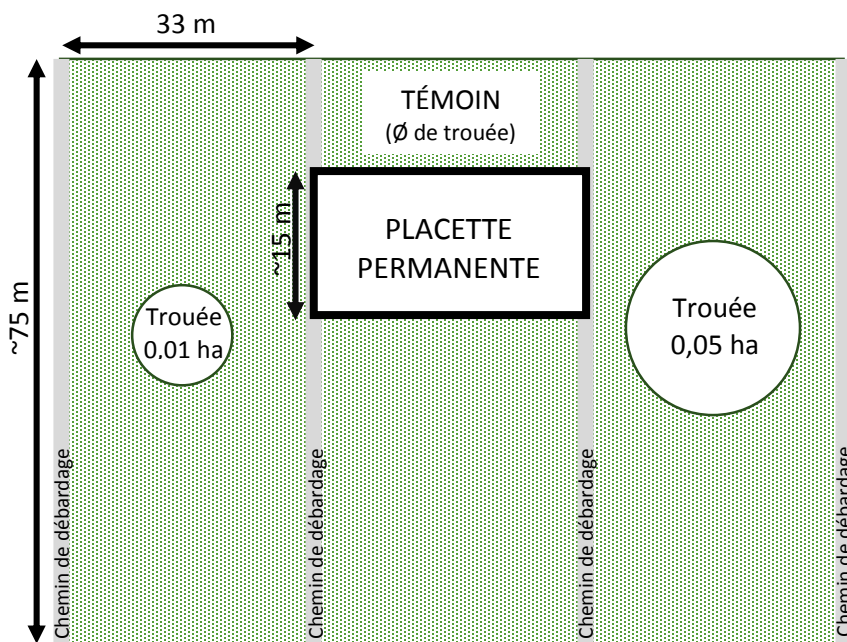 33 m
TÉMOIN
(Ø de trouée)
~15 m
PLACETTE
PERMANENTE
~75 m
Trouée
0,01 ha
Trouée
0,05 ha
Chemin de débardage
Chemin de débardage
Chemin de débardage
Chemin de débardage